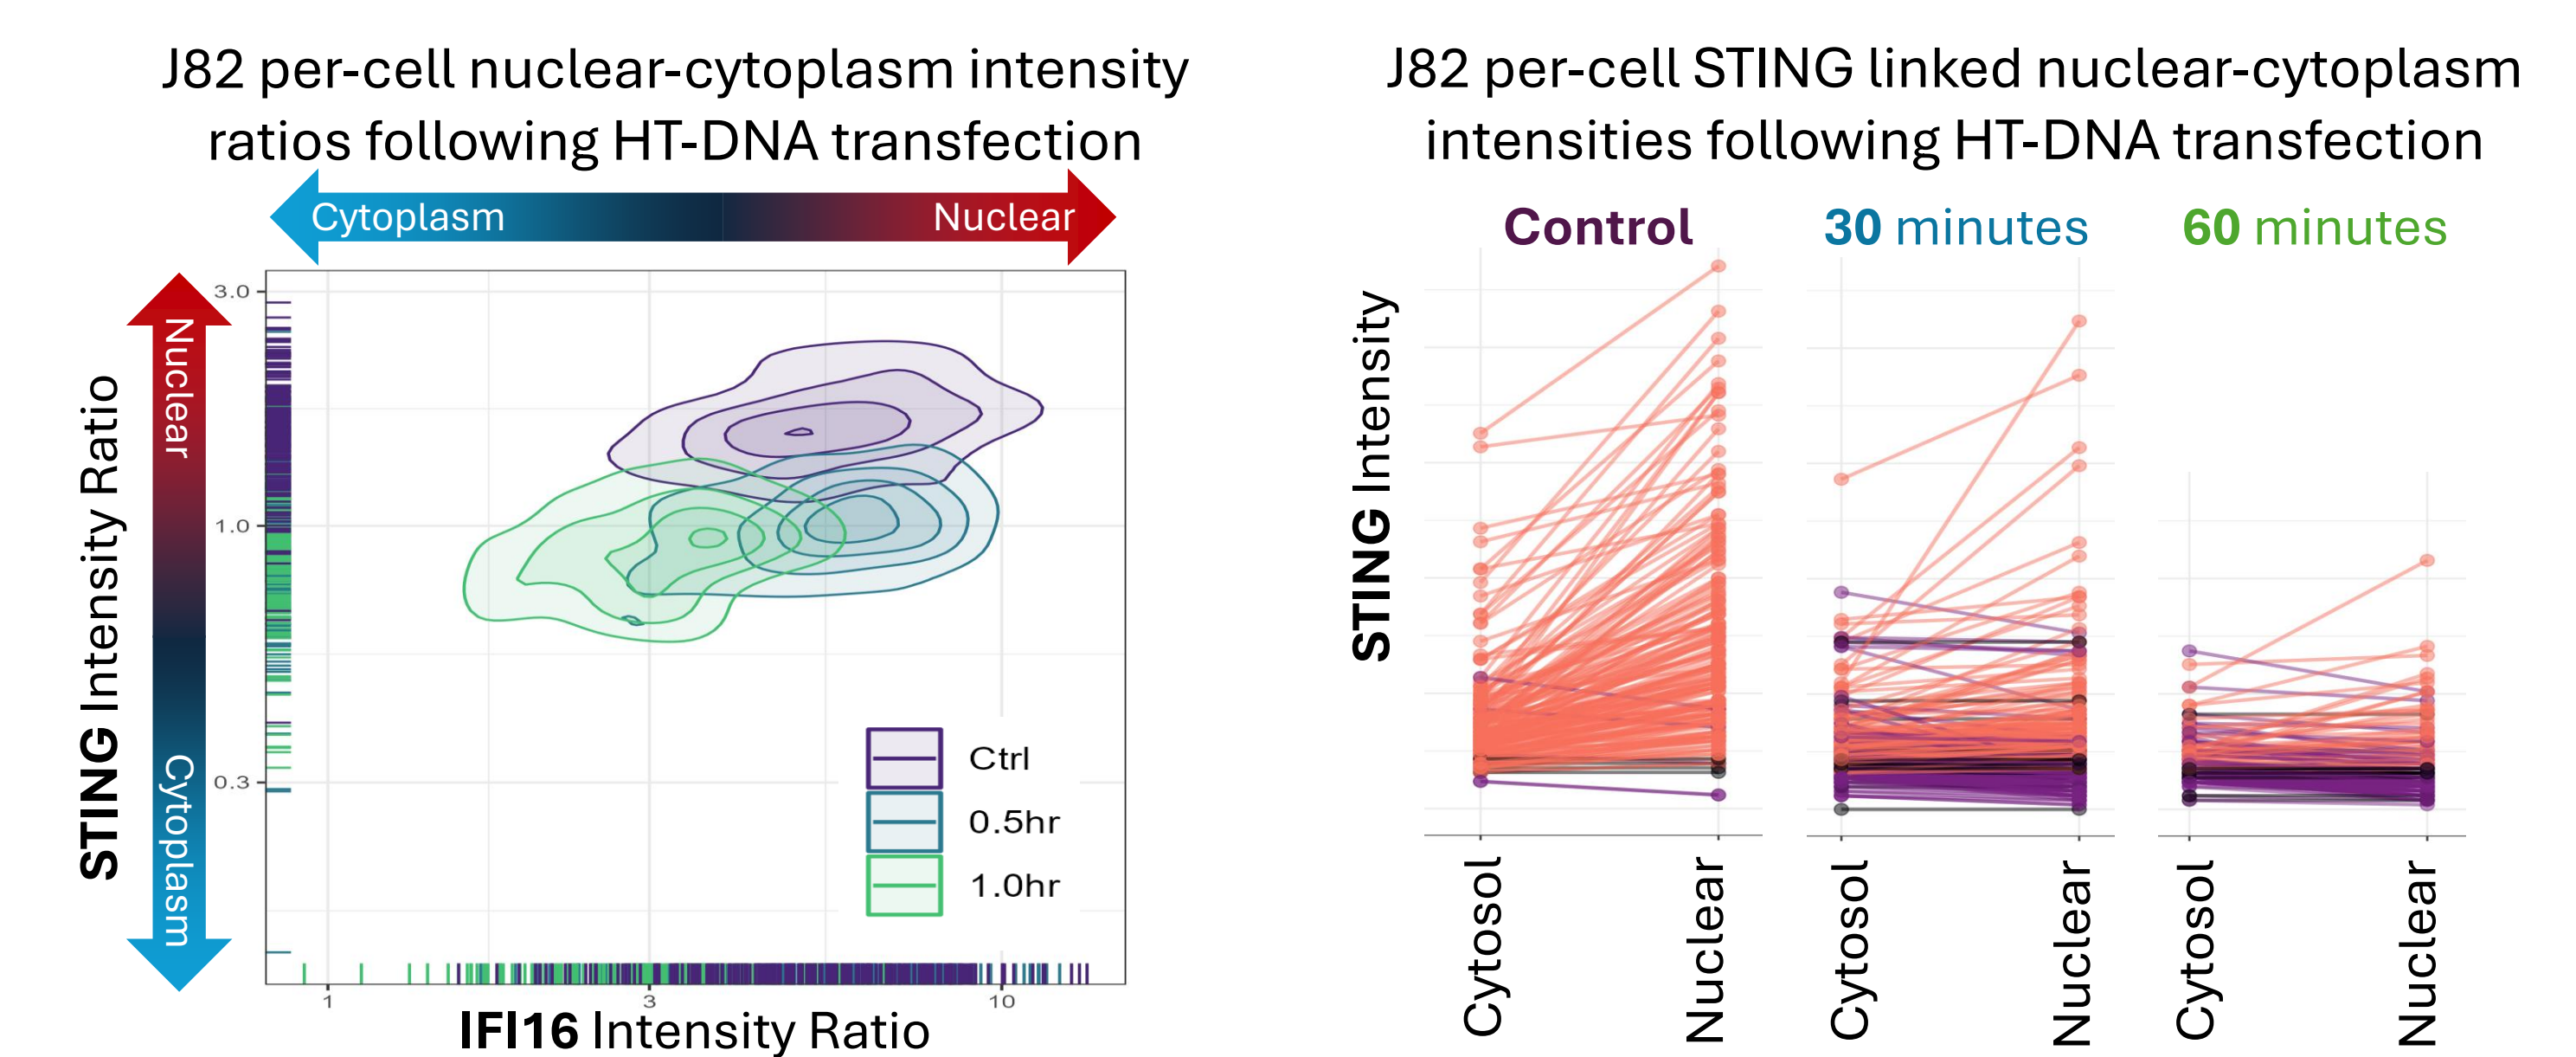 J82 per-cell nuclear-cytoplasm intensity
ratios following HT-DNA transfection
Cytoplasm
Nuclear
Nuclear
Cytoplasm
STING Intensity Ratio
3.0
1.0
0.3
Ctrl
0.5hr
1.0hr
1
3
10
IFI16 Intensity Ratio
J82 per-cell STING linked nuclear-cytoplasm
intensities following HT-DNA transfection
Control
30 minutes
60 minutes
STING Intensity
Cytosol
Nuclear
Cytosol
Nuclear
Cytosol
Nuclear